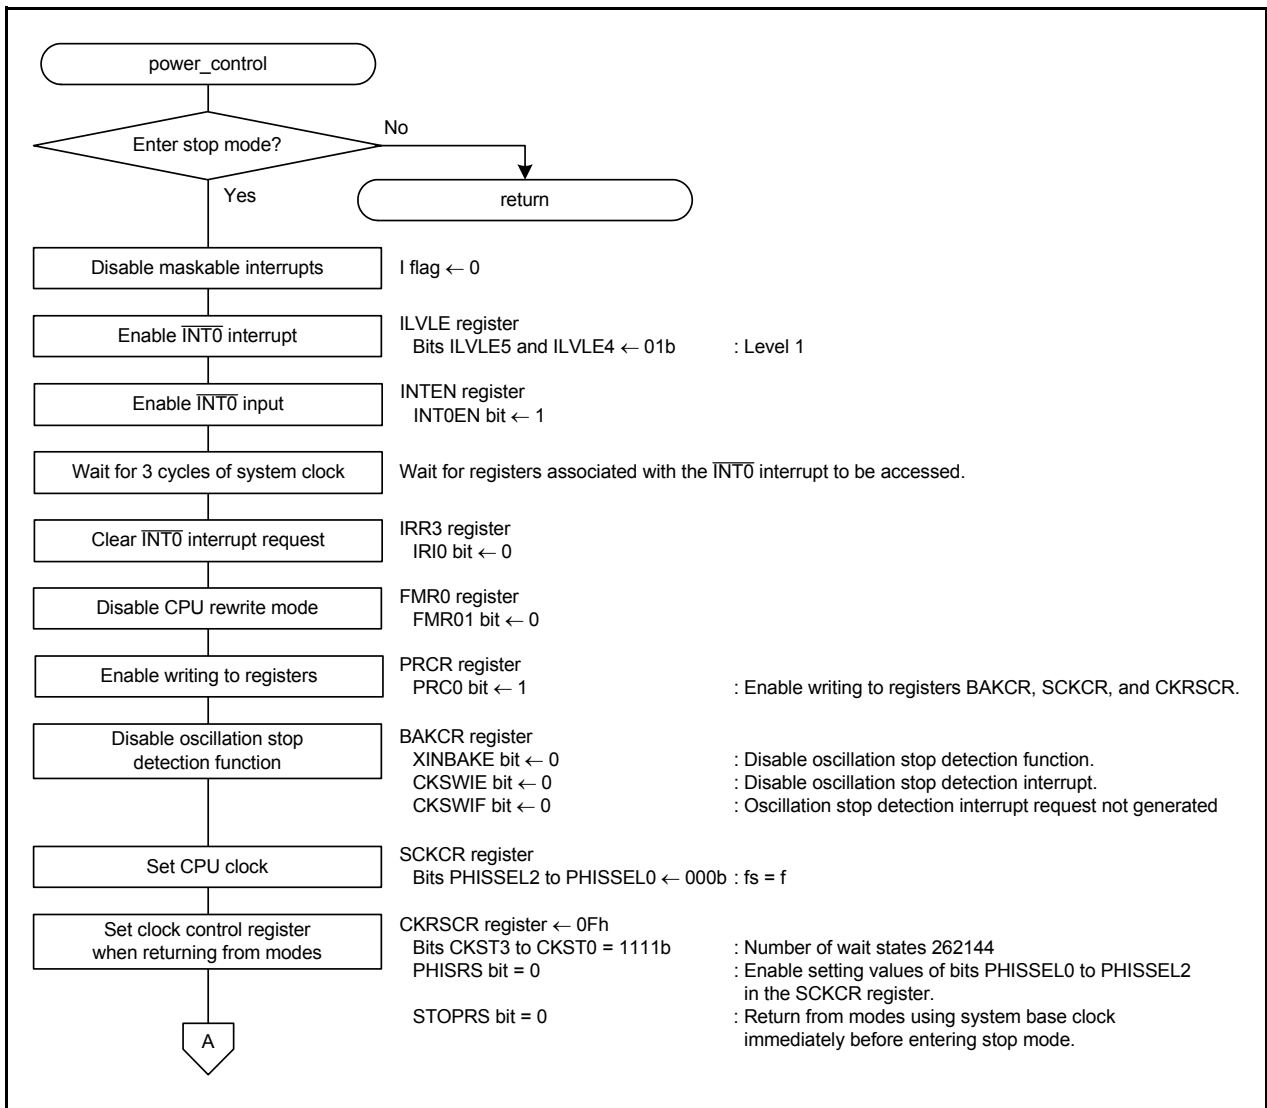 power_control
Enter stop mode?
No
Yes
return
Disable maskable interrupts
I flag ← 0
Enable INT0 interrupt
ILVLE register
Bits ILVLE5 and ILVLE4 ← 01b : Level 1
Enable INT0 input
INTEN register
INT0EN bit ← 1
Wait for 3 cycles of system clock
Wait for registers associated with the INT0 interrupt to be accessed.
Clear INT0 interrupt request
IRR3 register
IRI0 bit ← 0
Disable CPU rewrite mode
FMR0 register
FMR01 bit ← 0
Enable writing to registers
PRCR register
PRC0 bit ← 1 : Enable writing to registers BAKCR, SCKCR, and CKRSCR.
Disable oscillation stop
detection function
BAKCR register
XINBAKE bit ← 0 : Disable oscillation stop detection function.
CKSWIE bit ← 0 : Disable oscillation stop detection interrupt.
CKSWIF bit ← 0 : Oscillation stop detection interrupt request not generated
Set CPU clock
SCKCR register
Bits PHISSEL2 to PHISSEL0 ← 000b : fs = f
Set clock control register
when returning from modes
CKRSCR register ← 0Fh
Bits CKST3 to CKST0 = 1111b : Number of wait states 262144
PHISRS bit = 0 : Enable setting values of bits PHISSEL0 to PHISSEL2
in the SCKCR register.
STOPRS bit = 0 : Return from modes using system base clock
immediately before entering stop mode.
A